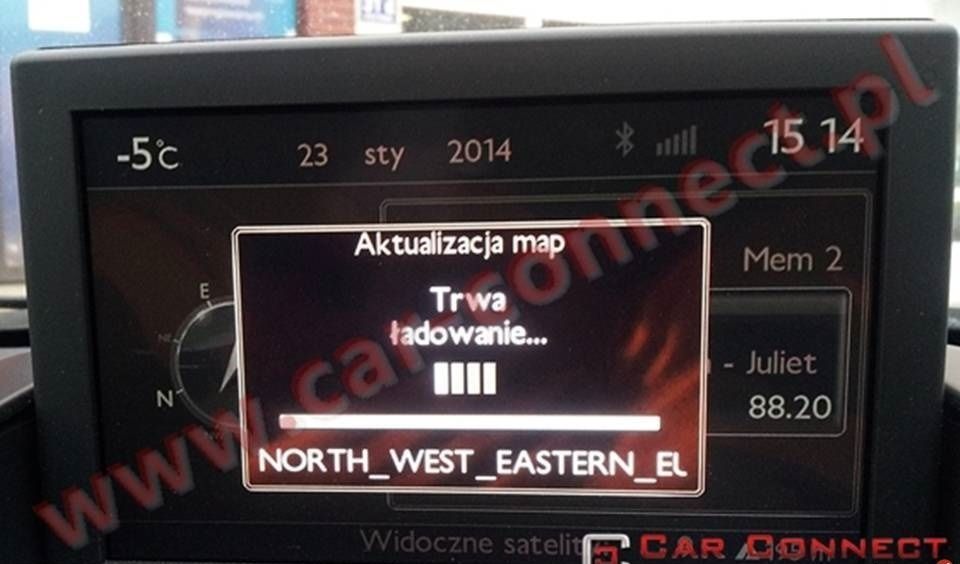 -5°C 23 sty 2014 15 14
Aktualizacja map
Mem 2
E
Trwa
ładowanie...
- Juliet
N
88.20
NORTH_WEST_EASTERN_EU
Widoczne satelit
CAR CONNECT
www.car-connect.pl